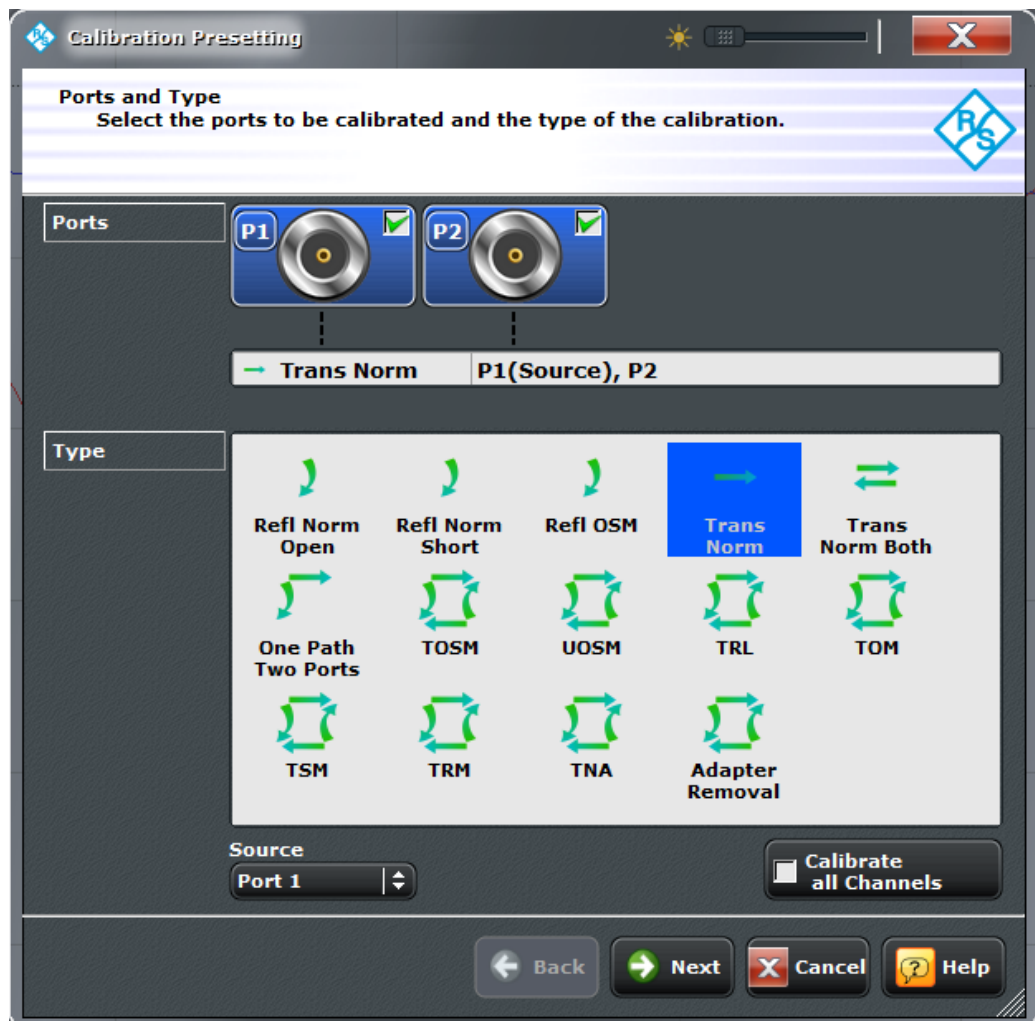 Calibration Presetting
Ports and Type
Select the ports to be calibrated and the type of the calibration.
R&S
Ports
P1
P2
Trans Norm
P1(Source), P2
Type
Refl Norm
Open
Refl Norm
Short
Refl OSM
Trans
Norm
Trans
Norm Both
One Path
Two Ports
TOSM
UOSM
TRL
TOM
TSM
TRM
TNA
Adapter
Removal
Source
Port 1
Calibrate
all Channels
Back
Next
X Cancel
? Help